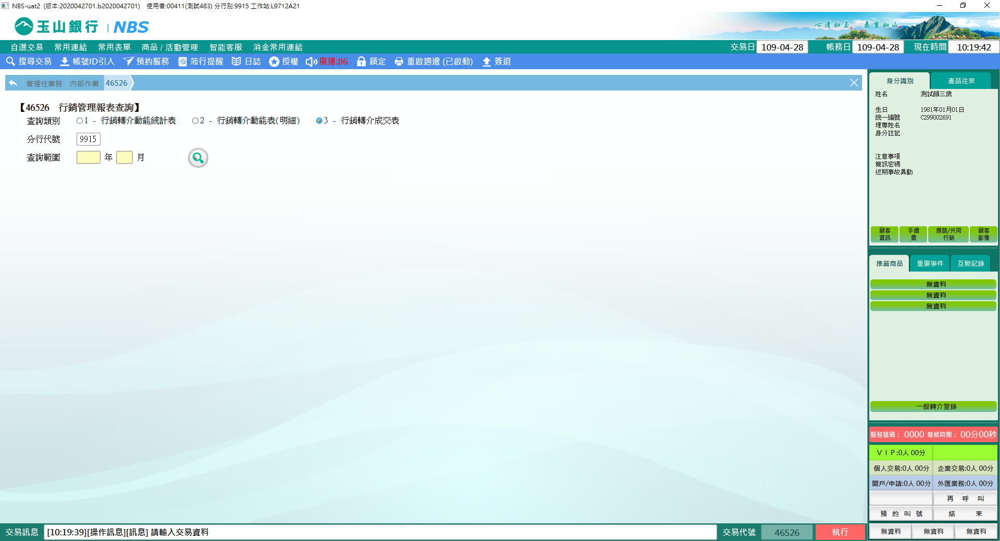 NBS-uat2 (版本:2020042701.b2020042701) 使用者:00411(測試483) 分行別:9915 工作站:L9712A21
玉山銀行 | NBS
心清如玉 義重如山
自選交易 常用連結 常用表單 商品 / 活動管理 智能客服 消金常用連結 交易日 109-04-28 帳務日 109-04-28 現在時間 10:19:42
搜尋交易 帳號ID引入 預約服務 蒞行提醒 日誌 授權 廣播:86 鎖定 重啟週邊 (已啟動) 簽退
管理性業務 內部作業 46526
【46526 行銷管理報表查詢】
查詢類別 1 - 行銷轉介動能統計表 2 - 行銷轉介動能表(明細) 3 - 行銷轉介成交表
分行代號 9915
查詢範圍 年 月
身分識別 產品往來
姓名 測試顏三歲
生日 1981年01月01日
統一編號 C299002691
理專姓名
身分註記
注意事項
簡訊密碼
近期事故異動
顧客資訊 手續費 通路/共同行銷 顧客影像
推薦商品 重要事件 互動記錄
無資料
無資料
無資料
一般轉介登錄
服務號碼: 0000 等候時間: 00分00秒
VIP:0人 00分
個人交易:0人 00分 企業交易:0人 00分
開戶/申請:0人 00分 外匯業務:0人 00分
再 呼 叫
預 約 叫 號 結 束
無資料 無資料 無資料
交易訊息 [10:19:39][操作訊息][訊息] 請輸入交易資料 交易代號 46526 執行